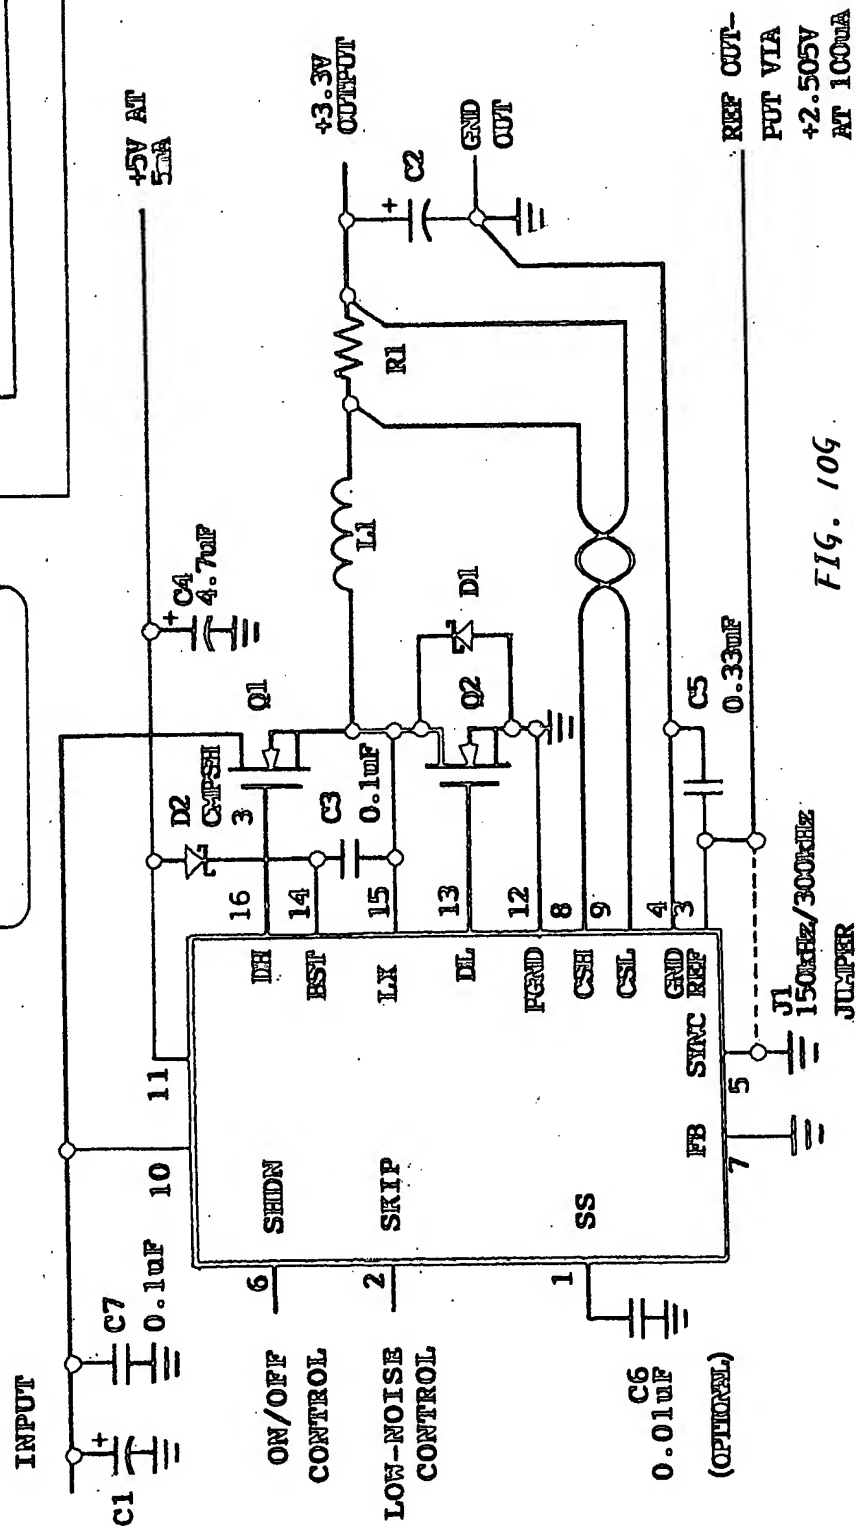 INPUT
C1
+
C7
0.1uF
10
11
+5V AT
5mA
+
C4
4.7uF
D2
CMPSH
3
Q1
C3
0.1uF
16
14
15
13
12
8
9
4
3
DH
BST
LX
DL
PGND
CSH
CSL
GND
REF
SYNC
FB
5
7
ON/OFF
CONTROL
6
SHDN
LOW-NOISE
CONTROL
2
SKIP
1
SS
C6
0.01uF
(OPTIONAL)
L1
R1
+3.3V
OUTPUT
+
C2
GND
OUT
Q2
D1
C5
0.33uF
J1
150kHz/300kHz
JUMPER
REF OUT-
PUT VIA
+2.505V
AT 100uA
FIG. 10G